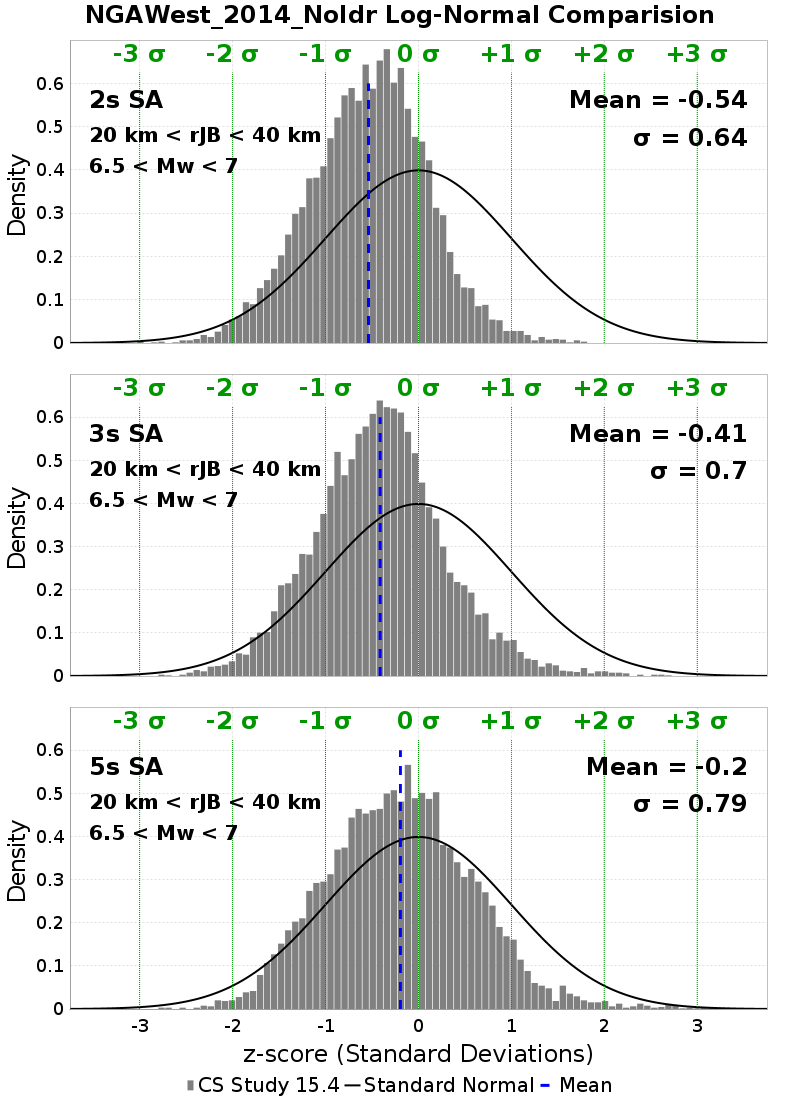 NGAWest_2014_NoIdr Log-Normal Comparision
-3 σ -2 σ -1 σ 0 σ +1 σ +2 σ +3 σ
0.6
2s SA
Mean = -0.54
0.5
20 km < rJB < 40 km
σ = 0.64
6.5 < Mw < 7
0.4
0.3
0.2
0.1
0
Density
-3 σ -2 σ -1 σ 0 σ +1 σ +2 σ +3 σ
0.6
3s SA
Mean = -0.41
0.5
20 km < rJB < 40 km
σ = 0.7
6.5 < Mw < 7
0.4
0.3
0.2
0.1
0
Density
-3 σ -2 σ -1 σ 0 σ +1 σ +2 σ +3 σ
0.6
5s SA
Mean = -0.2
0.5
20 km < rJB < 40 km
σ = 0.79
6.5 < Mw < 7
0.4
0.3
0.2
0.1
0
Density
-3 -2 -1 0 1 2 3
z-score (Standard Deviations)
CS Study 15.4 Standard Normal Mean